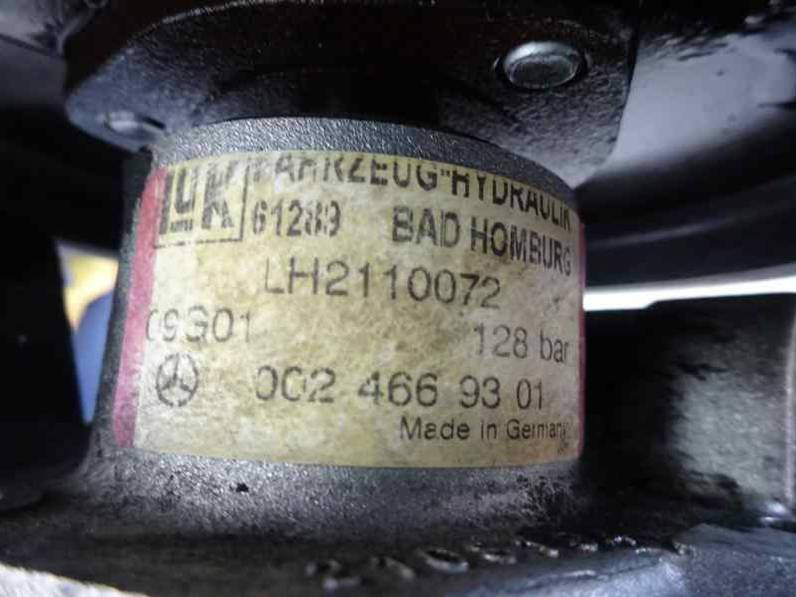 LuK FAHRZEUG-HYDRAULIK
61289 BAD HOMBURG
LH2110072
09G01 128 bar
002 466 93 01
Made in Germany